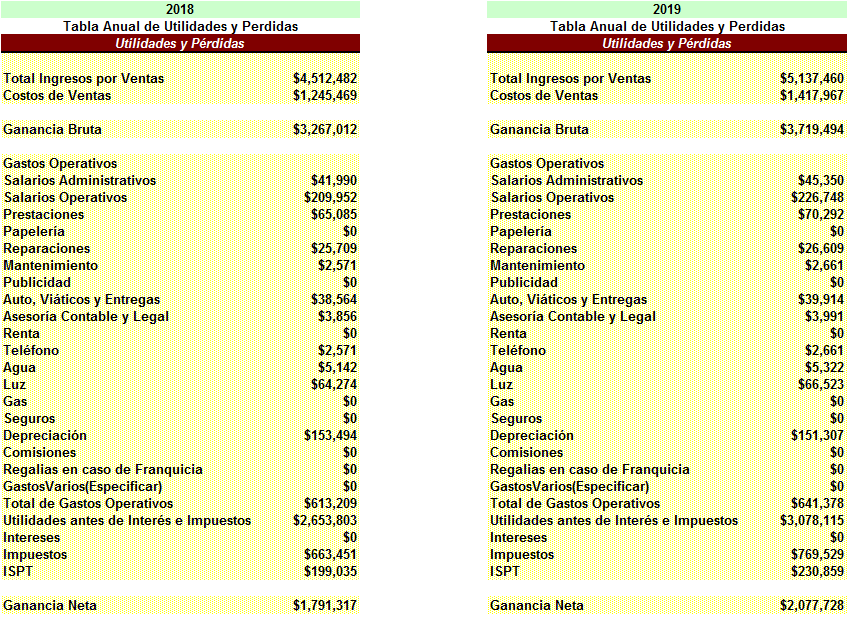 2018
Tabla Anual de Utilidades y Perdidas
Utilidades y Pérdidas
Total Ingresos por Ventas $4,512,482
Costos de Ventas $1,245,469
Ganancia Bruta $3,267,012
Gastos Operativos
Salarios Administrativos $41,990
Salarios Operativos $209,952
Prestaciones $65,085
Papelería $0
Reparaciones $25,709
Mantenimiento $2,571
Publicidad $0
Auto, Viáticos y Entregas $38,564
Asesoría Contable y Legal $3,856
Renta $0
Teléfono $2,571
Agua $5,142
Luz $64,274
Gas $0
Seguros $0
Depreciación $153,494
Comisiones $0
Regalias en caso de Franquicia $0
GastosVarios(Especificar) $0
Total de Gastos Operativos $613,209
Utilidades antes de Interés e Impuestos $2,653,803
Intereses $0
Impuestos $663,451
ISPT $199,035
Ganancia Neta $1,791,317
2019
Tabla Anual de Utilidades y Perdidas
Utilidades y Pérdidas
Total Ingresos por Ventas $5,137,460
Costos de Ventas $1,417,967
Ganancia Bruta $3,719,494
Gastos Operativos
Salarios Administrativos $45,350
Salarios Operativos $226,748
Prestaciones $70,292
Papelería $0
Reparaciones $26,609
Mantenimiento $2,661
Publicidad $0
Auto, Viáticos y Entregas $39,914
Asesoría Contable y Legal $3,991
Renta $0
Teléfono $2,661
Agua $5,322
Luz $66,523
Gas $0
Seguros $0
Depreciación $151,307
Comisiones $0
Regalias en caso de Franquicia $0
GastosVarios(Especificar) $0
Total de Gastos Operativos $641,378
Utilidades antes de Interés e Impuestos $3,078,115
Intereses $0
Impuestos $769,529
ISPT $230,859
Ganancia Neta $2,077,728